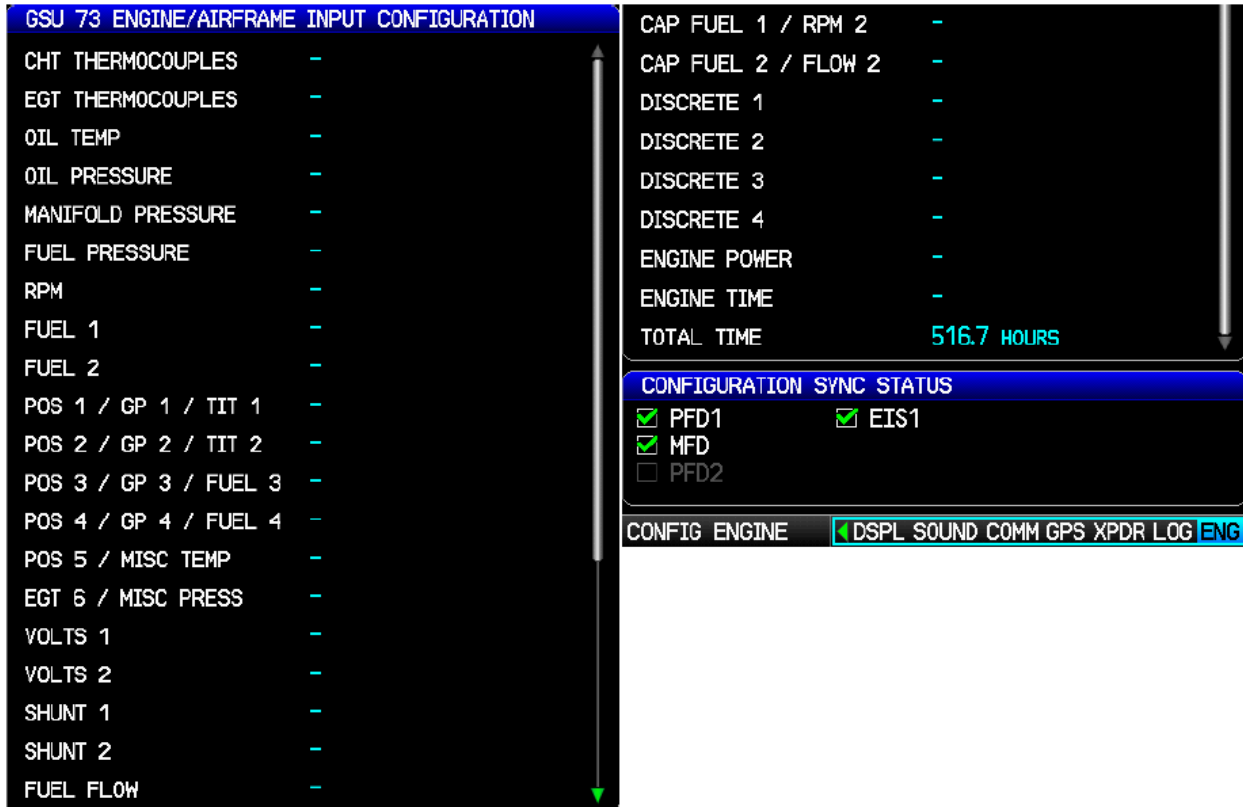 GSU 73 ENGINE/AIRFRAME INPUT CONFIGURATION
CHT THERMOCOUPLES –
EGT THERMOCOUPLES –
OIL TEMP –
OIL PRESSURE –
MANIFOLD PRESSURE –
FUEL PRESSURE –
RPM –
FUEL 1 –
FUEL 2 –
POS 1 / GP 1 / TIT 1 –
POS 2 / GP 2 / TIT 2 –
POS 3 / GP 3 / FUEL 3 –
POS 4 / GP 4 / FUEL 4 –
POS 5 / MISC TEMP –
EGT 6 / MISC PRESS –
VOLTS 1 –
VOLTS 2 –
SHUNT 1 –
SHUNT 2 –
FUEL FLOW –
CAP FUEL 1 / RPM 2 –
CAP FUEL 2 / FLOW 2 –
DISCRETE 1 –
DISCRETE 2 –
DISCRETE 3 –
DISCRETE 4 –
ENGINE POWER –
ENGINE TIME –
TOTAL TIME 516.7 HOURS
CONFIGURATION SYNC STATUS
PFD1 EIS1
MFD
PFD2
CONFIG ENGINE DSPL SOUND COMM GPS XPDR LOG ENG